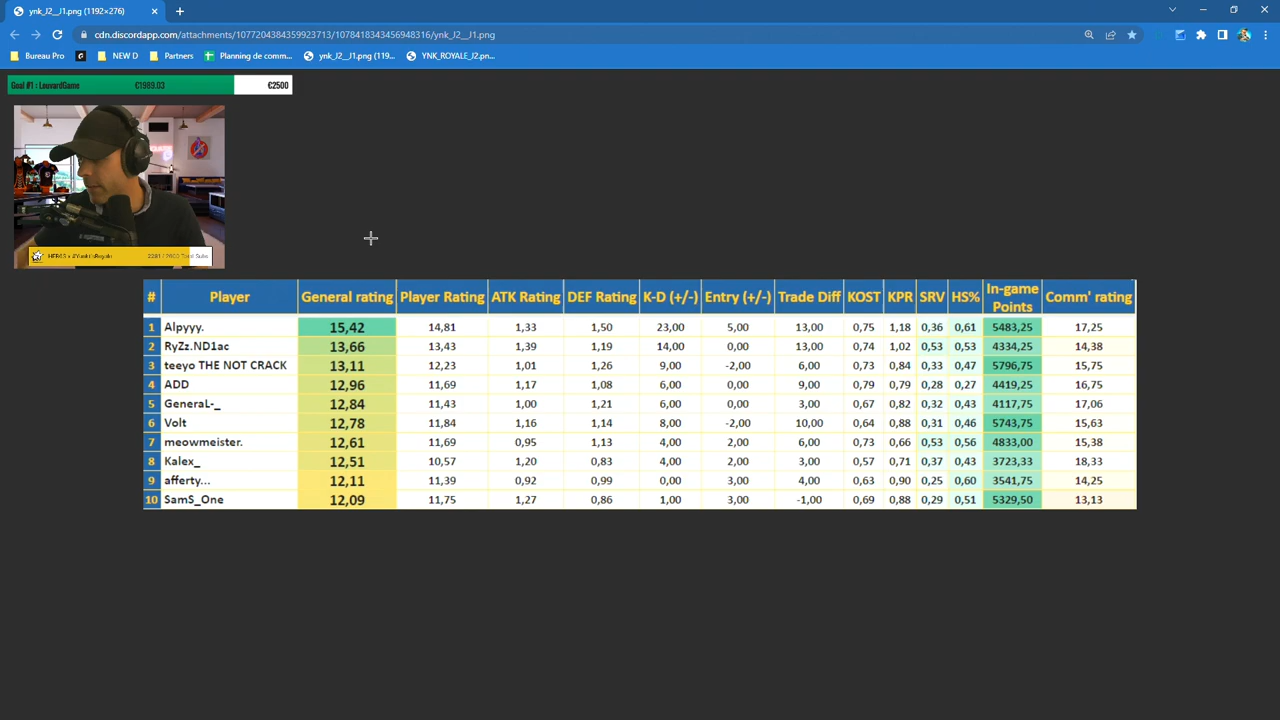 ynk_J2__J1.png (1192×276)
cdn.discordapp.com/attachments/1077204384359923713/1078418343456948316/ynk_J2__J1.png
Bureau Pro NEW D Partners Planing de comm... ynk_J2__J1.png (119... YNK_ROYALE_J2.pn...
Goal #1 : LouvardGame €1989.03 €2500
# Player General rating Player Rating ATK Rating DEF Rating K-D (+/-) Entry (+/-) Trade Diff KOST KPR SRV HS% In-game Points Comm' rating
1 Alpyyy. 15,42 14,81 1,33 1,50 23,00 5,00 13,00 0,75 1,18 0,36 0,61 5483,25 17,25
2 RyZz.ND1ac 13,66 13,43 1,39 1,19 14,00 0,00 13,00 0,74 1,02 0,53 0,53 4334,25 14,38
3 teeyo THE NOT CRACK 13,11 12,23 1,01 1,26 9,00 -2,00 6,00 0,73 0,84 0,33 0,47 5796,75 15,75
4 ADD 12,96 11,69 1,17 1,08 6,00 0,00 9,00 0,79 0,79 0,28 0,27 4419,25 16,75
5 GeneraL-_ 12,84 11,43 1,00 1,21 6,00 0,00 3,00 0,67 0,82 0,32 0,43 4117,75 17,06
6 Volt 12,78 11,84 1,16 1,14 8,00 -2,00 10,00 0,64 0,88 0,31 0,46 5743,75 15,63
7 meowmeister. 12,61 11,69 0,95 1,13 4,00 2,00 6,00 0,73 0,66 0,53 0,56 4833,00 15,38
8 Kalex_ 12,51 10,57 1,20 0,83 4,00 2,00 3,00 0,57 0,71 0,37 0,43 3723,33 18,33
9 afferty... 12,11 11,39 0,92 0,99 0,00 3,00 4,00 0,63 0,90 0,25 0,60 3541,75 14,25
10 SamS_One 12,09 11,75 1,27 0,86 1,00 3,00 -1,00 0,69 0,88 0,29 0,51 5329,50 13,13